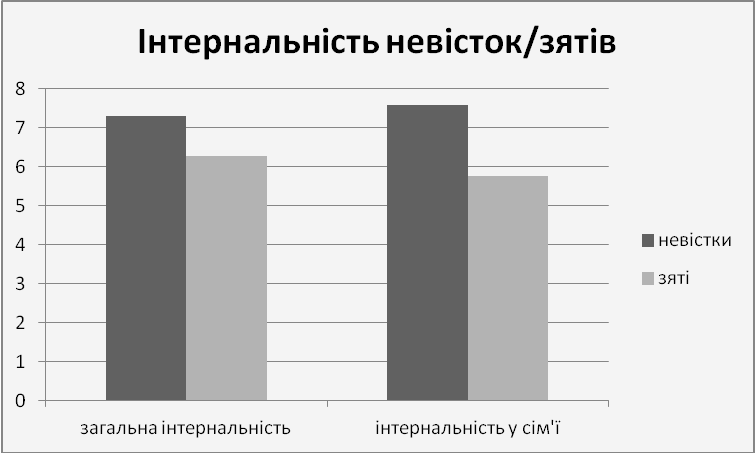 Інтернальність невісток/зятів
8
7
6
5
4
3
2
1
0
загальна інтернальність
інтернальність у сім'ї
невістки
зяті